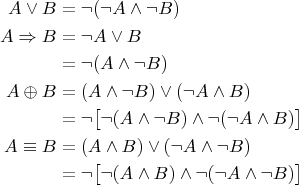 A ∨ B = ¬(¬A ∧ ¬B)
A ⇒ B = ¬A ∨ B
= ¬(A ∧ ¬B)
A ⊕ B = (A ∧ ¬B) ∨ (¬A ∧ B)
= ¬[¬(A ∧ ¬B) ∧ ¬(¬A ∧ B)]
A ≡ B = (A ∧ B) ∨ (¬A ∧ ¬B)
= ¬[¬(A ∧ B) ∧ ¬(¬A ∧ ¬B)]